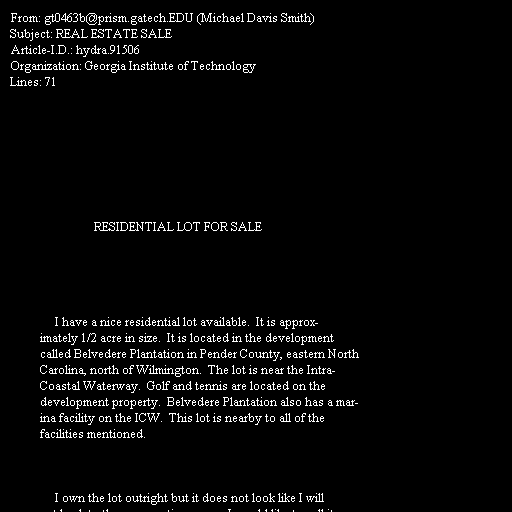 From: gt0463b@prism.gatech.EDU (Michael Davis Smith)
Subject: REAL ESTATE SALE
Article-I.D.: hydra.91506
Organization: Georgia Institute of Technology
Lines: 71
RESIDENTIAL LOT FOR SALE
I have a nice residential lot available.  It is approx-
imately 1/2 acre in size.  It is located in the development
called Belvedere Plantation in Pender County, eastern North
Carolina, north of Wilmington.  The lot is near the Intra-
Coastal Waterway.  Golf and tennis are located on the
development property.  Belvedere Plantation also has a mar-
ina facility on the ICW.  This lot is nearby to all of the
facilities mentioned.
I own the lot outright but it does not look like I will